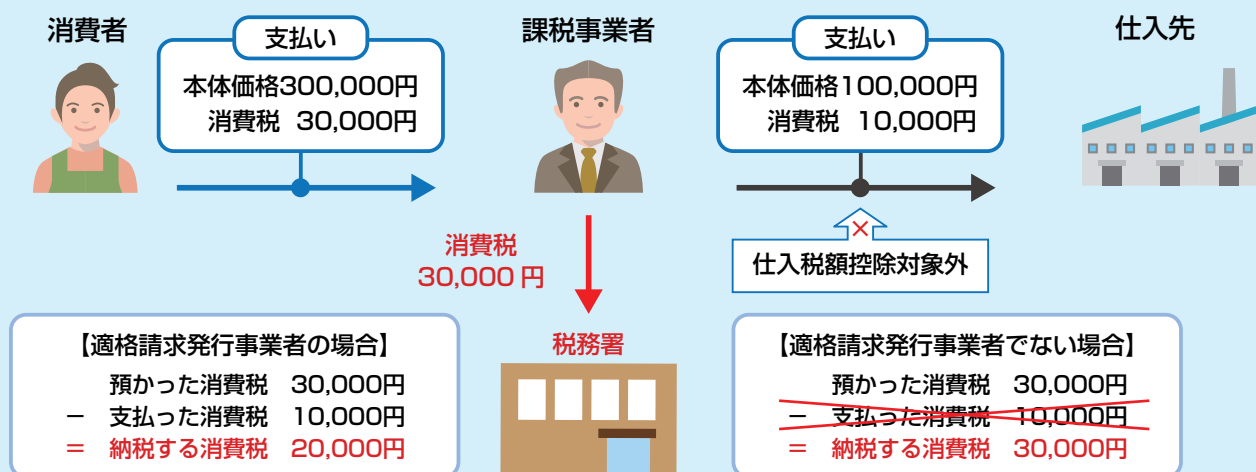 消費者
支払い
本体価格300,000円
消費税 30,000円
課税事業者
支払い
本体価格100,000円
消費税 10,000円
仕入先
消費税
30,000 円
×
仕入税額控除対象外
【適格請求発行事業者の場合】
預かった消費税 30,000円
− 支払った消費税 10,000円
= 納税する消費税 20,000円
税務署
【適格請求発行事業者でない場合】
預かった消費税 30,000円
− 支払った消費税 10,000円
= 納税する消費税 30,000円